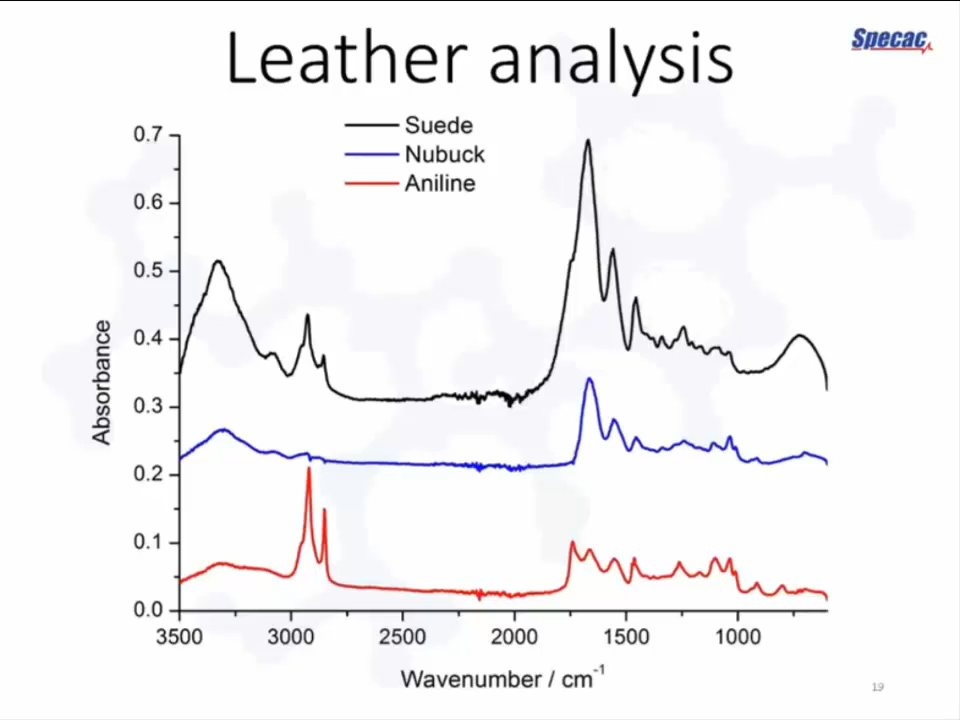 Leather analysis
Specac
Suede
Nubuck
Aniline
0.7
0.6
0.5
0.4
0.3
0.2
0.1
0.0
Absorbance
3500 3000 2500 2000 1500 1000
Wavenumber / cm⁻¹
19